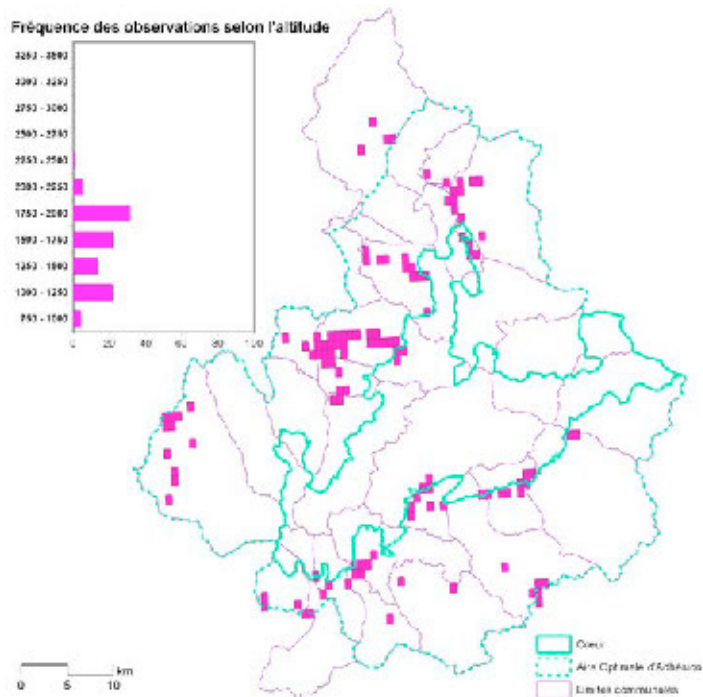 Fréquence des observations selon l'altitude
3250 - 3500
3000 - 3250
2750 - 3000
2500 - 2750
2250 - 2500
2000 - 2250
1750 - 2000
1500 - 1750
1250 - 1500
1000 - 1250
750 - 1000
0 20 40 60 80 100
Coeur
Aire Optimale d'Adhésion
Limites communales
0 5 10 km